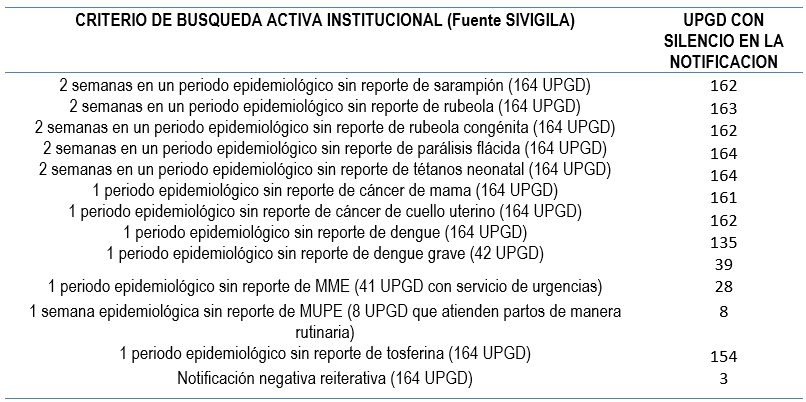 CRITERIO DE BUSQUEDA ACTIVA INSTITUCIONAL (Fuente SIVIGILA)
UPGD CON
SILENCIO EN LA
NOTIFICACION
2 semanas en un periodo epidemiológico sin reporte de sarampión (164 UPGD)
162
2 semanas en un periodo epidemiológico sin reporte de rubeola (164 UPGD)
163
2 semanas en un periodo epidemiológico sin reporte de rubeola congénita (164 UPGD)
162
2 semanas en un periodo epidemiológico sin reporte de parálisis flácida (164 UPGD)
164
2 semanas en un periodo epidemiológico sin reporte de tétanos neonatal (164 UPGD)
164
1 periodo epidemiológico sin reporte de cáncer de mama (164 UPGD)
161
1 periodo epidemiológico sin reporte de cáncer de cuello uterino (164 UPGD)
162
1 periodo epidemiológico sin reporte de dengue (164 UPGD)
135
1 periodo epidemiológico sin reporte de dengue grave (42 UPGD)
39
1 periodo epidemiológico sin reporte de MME (41 UPGD con servicio de urgencias)
28
1 semana epidemiológica sin reporte de MUPE (8 UPGD que atienden partos de manera
rutinaria)
8
1 periodo epidemiológico sin reporte de tosferina (164 UPGD)
154
Notificación negativa reiterativa (164 UPGD)
3